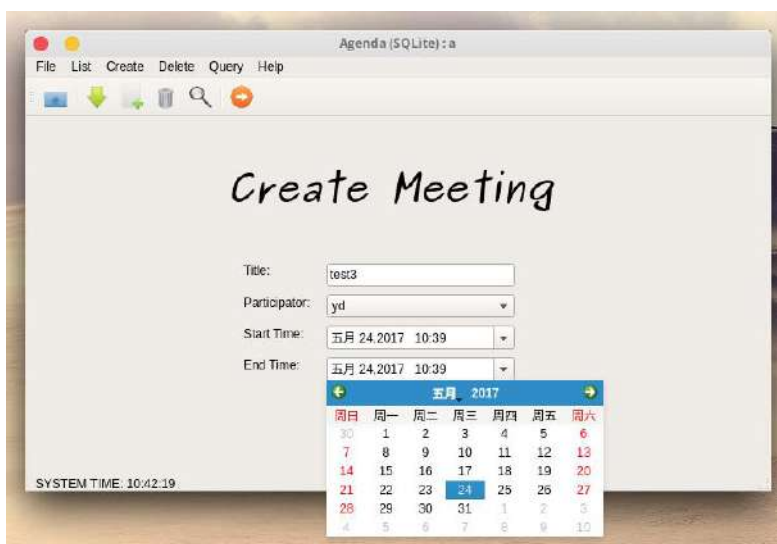 Agenda (SQLite) : a
File List Create Delete Query Help
Create Meeting
Title: test3
Participator: yd
Start Time: 五月 24,2017 10:39
End Time: 五月 24,2017 10:39
五月 2017
周日 周一 周二 周三 周四 周五 周六
30 1 2 3 4 5 6
7 8 9 10 11 12 13
14 15 16 17 18 19 20
21 22 23 24 25 26 27
28 29 30 31 1 2 3
4 5 6 7 8 9 10
SYSTEM TIME: 10:42:19